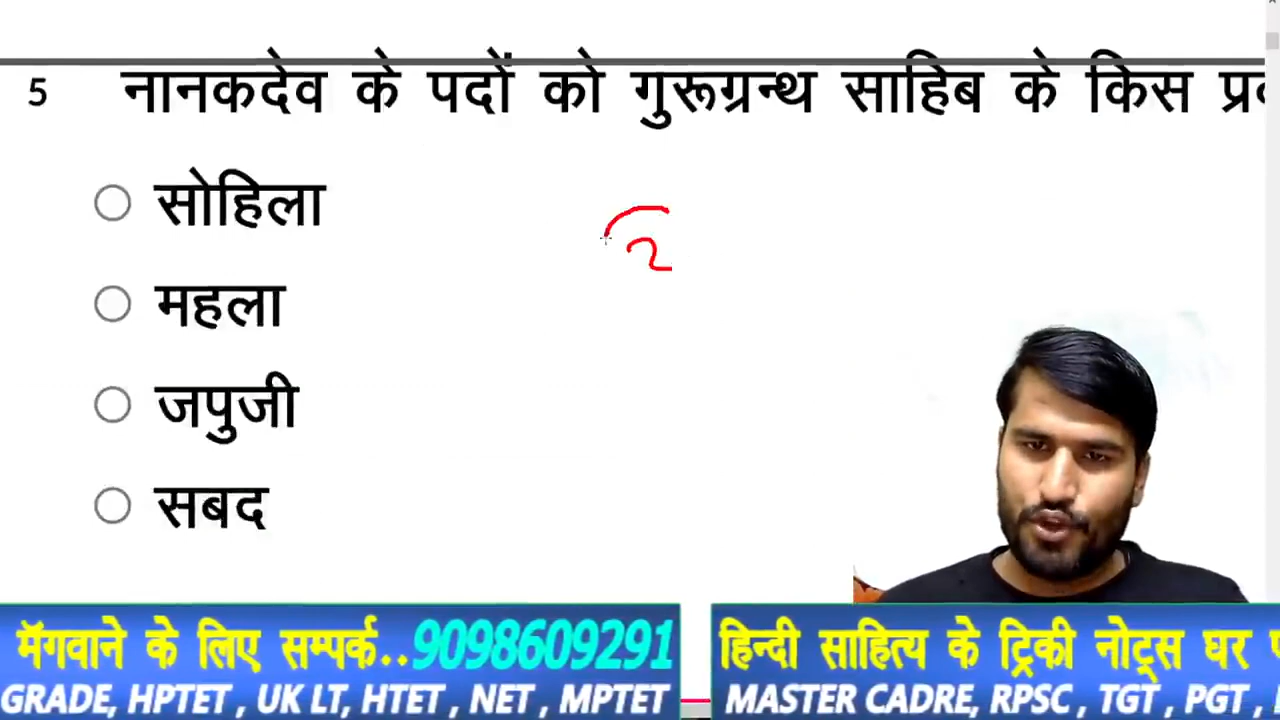 5 नानकदेव के पदों को गुरूग्रन्थ साहिब के किस
सोहिला
2
महला
जपुजी
सबद
मॅगवाने के लिए सम्पर्क..9098609291
हिन्दी साहित्य के ट्रिकी नोट्स घर
GRADE, HPTET , UK LT, HTET , NET , MPTET
MASTER CADRE, RPSC , TGT , PGT ,